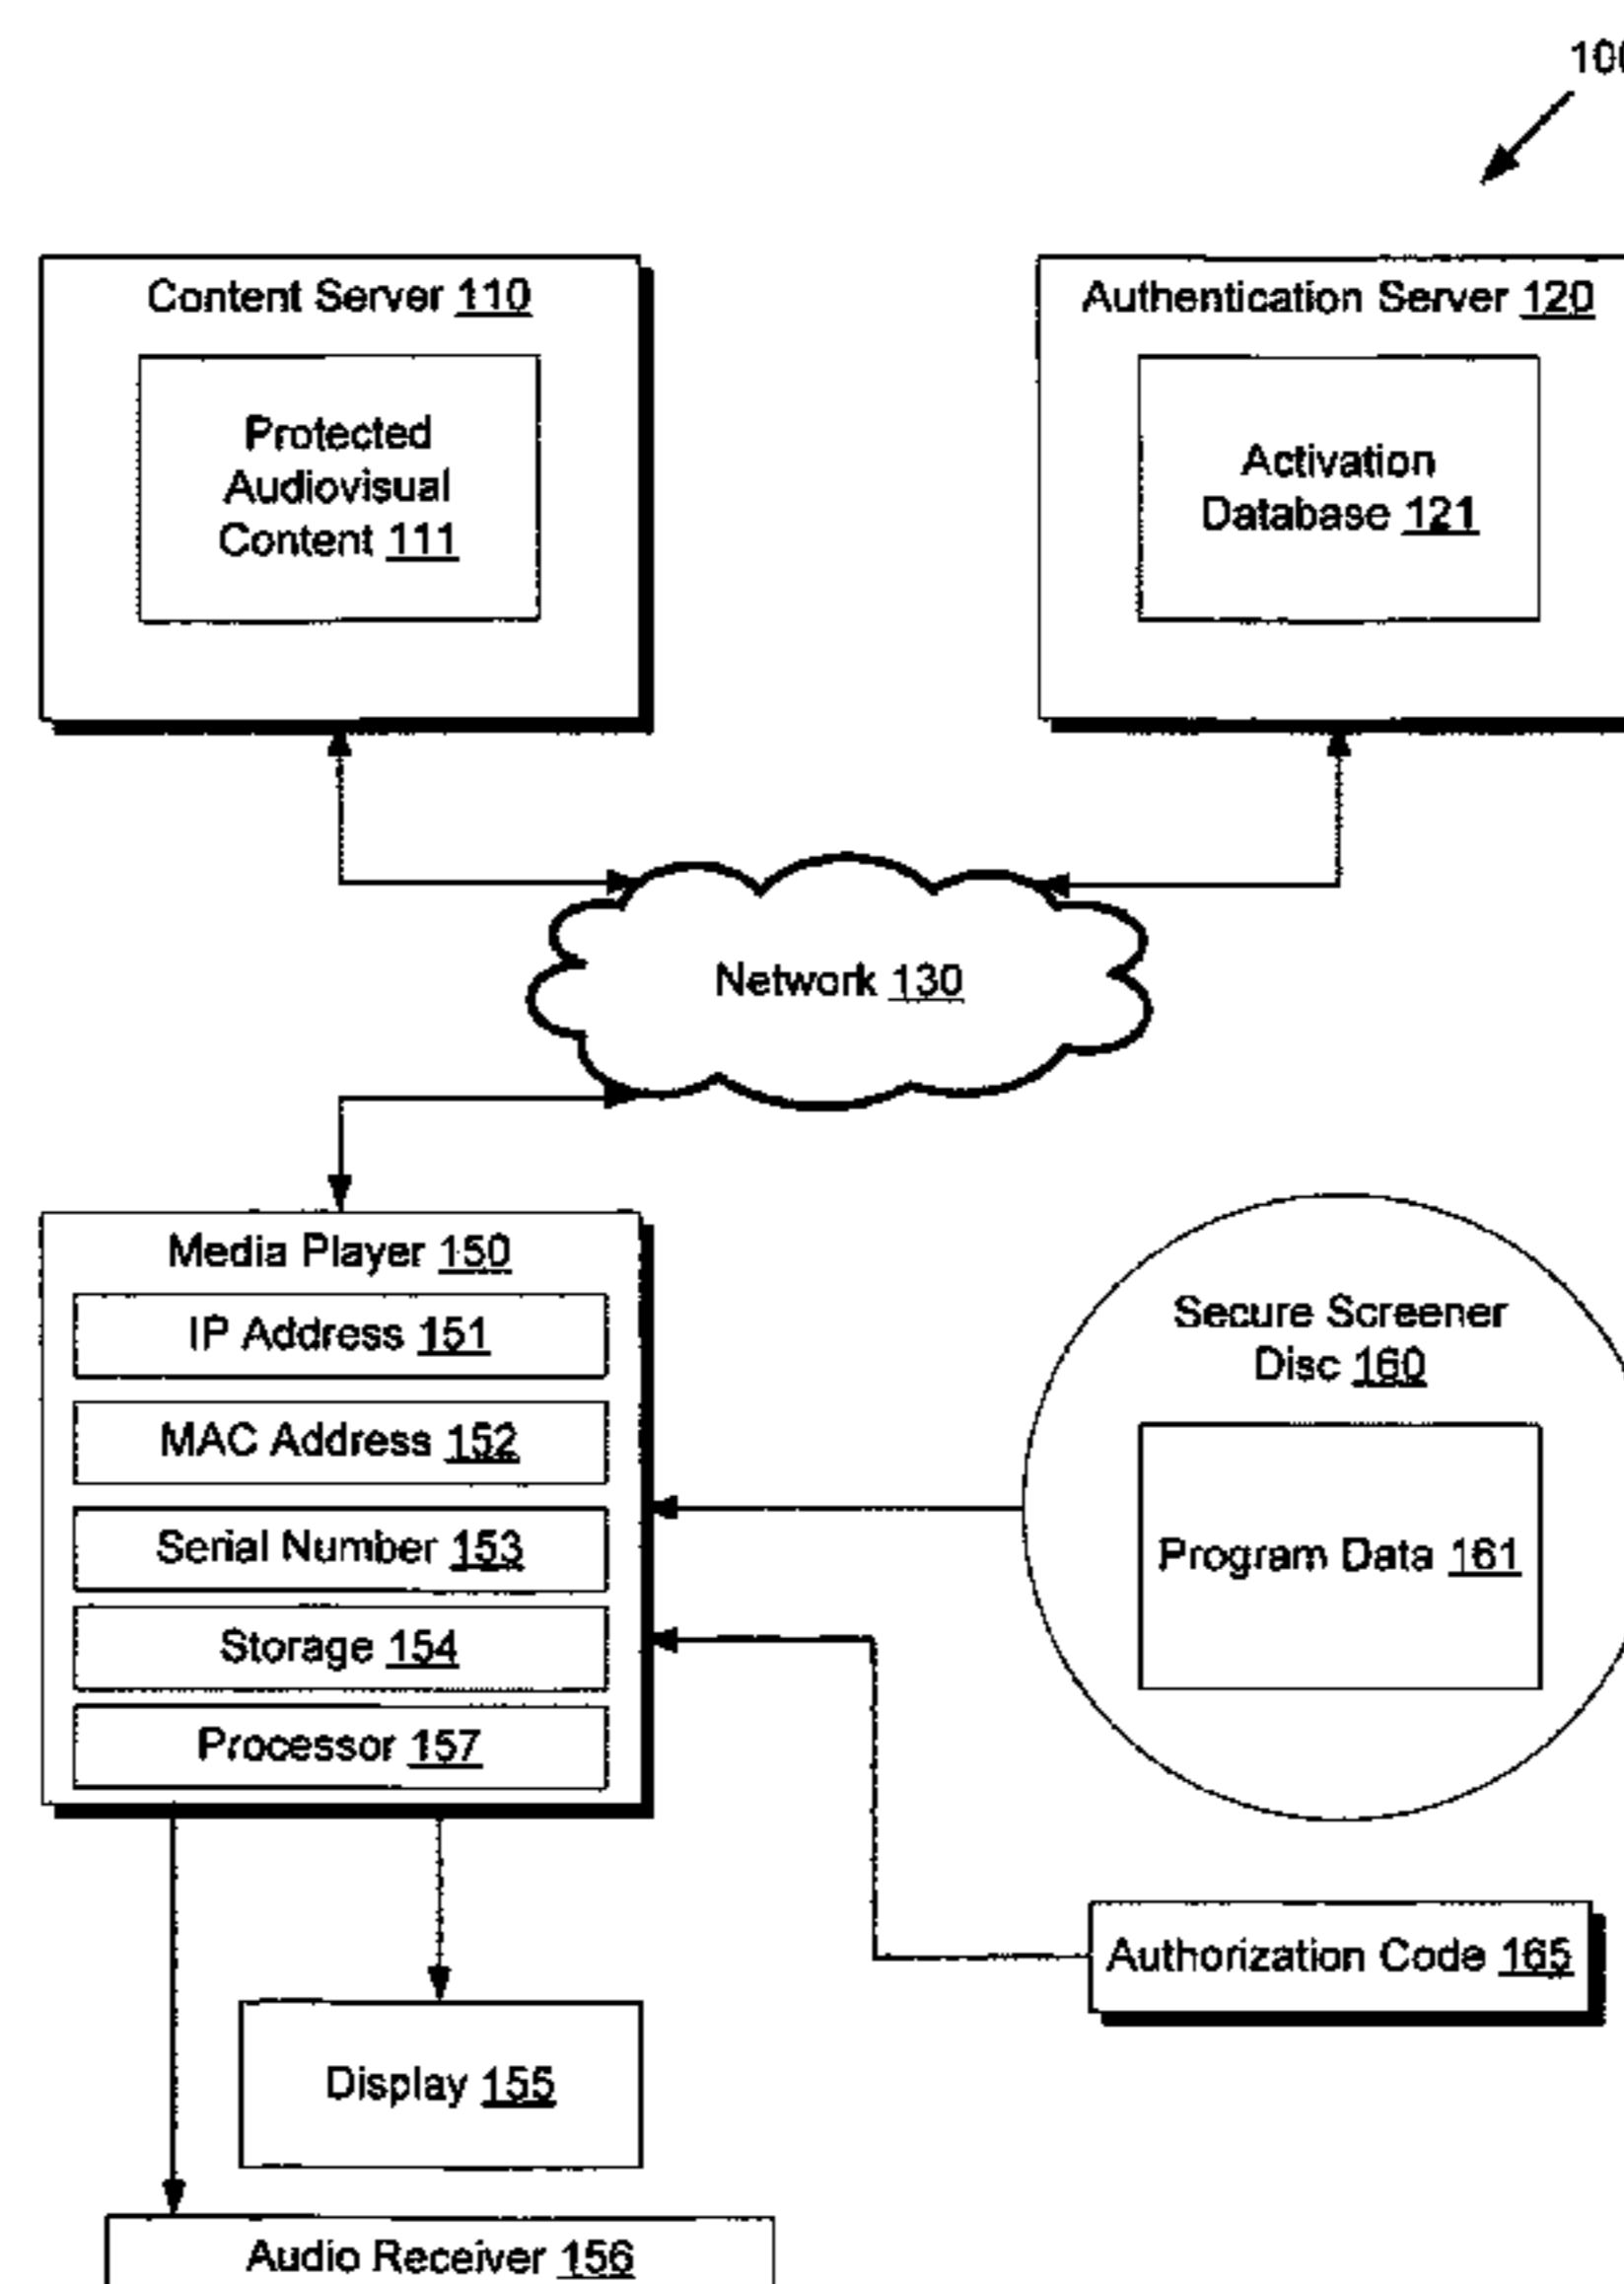 100
Content Server 110
Protected
Audiovisual
Content 111
Authentication Server 120
Activation
Database 121
Network 130
Media Player 150
IP Address 151
MAC Address 152
Serial Number 153
Storage 154
Processor 157
Secure Screener
Disc 160
Program Data 161
Authorization Code 165
Display 155
Audio Receiver 156